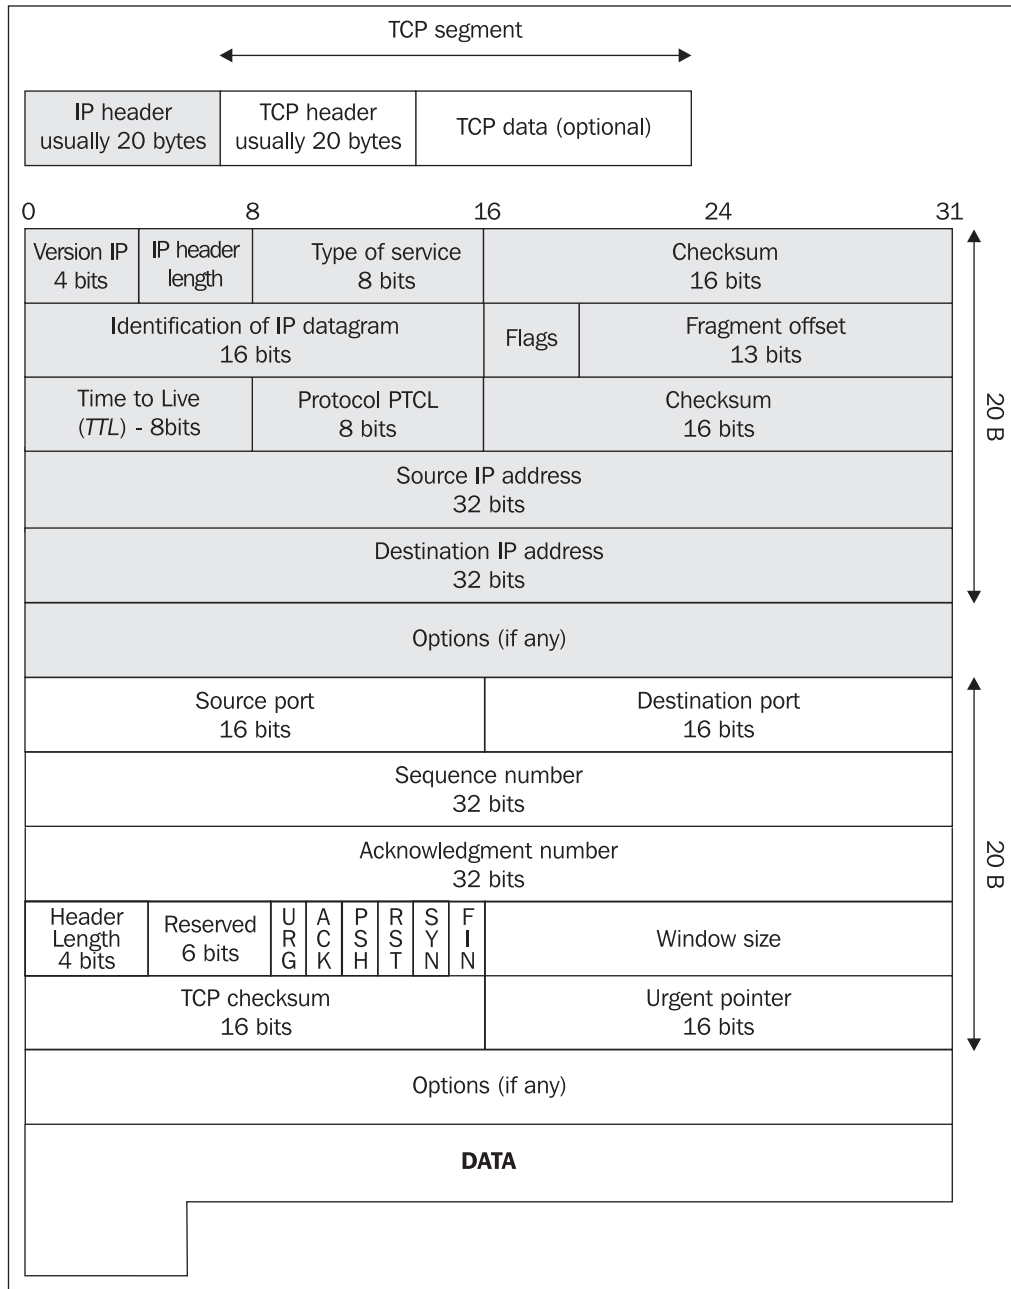 TCP segment
IP header
usually 20 bytes
TCP header
usually 20 bytes
TCP data (optional)
0 8 16 24 31
Version IP
4 bits
IP header
length
Type of service
8 bits
Checksum
16 bits
Identification of IP datagram
16 bits
Flags
Fragment offset
13 bits
Time to Live
(TTL) - 8bits
Protocol PTCL
8 bits
Checksum
16 bits
Source IP address
32 bits
Destination IP address
32 bits
20 B
Options (if any)
Source port
16 bits
Destination port
16 bits
Sequence number
32 bits
Acknowledgment number
32 bits
Header
Length
4 bits
Reserved
6 bits
URG
ACK
PSH
RST
SYN
FIN
Window size
TCP checksum
16 bits
Urgent pointer
16 bits
20 B
Options (if any)
DATA